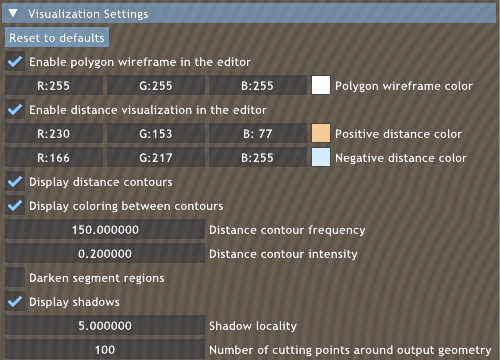 Visualization Settings
Reset to defaults
Enable polygon wireframe in the editor
R:255 G:255 B:255 Polygon wireframe color
Enable distance visualization in the editor
R:230 G:153 B: 77 Positive distance color
R:166 G:217 B:255 Negative distance color
Display distance contours
Display coloring between contours
150.000000 Distance contour frequency
0.200000 Distance contour intensity
Darken segment regions
Display shadows
5.000000 Shadow locality
100 Number of cutting points around output geometry